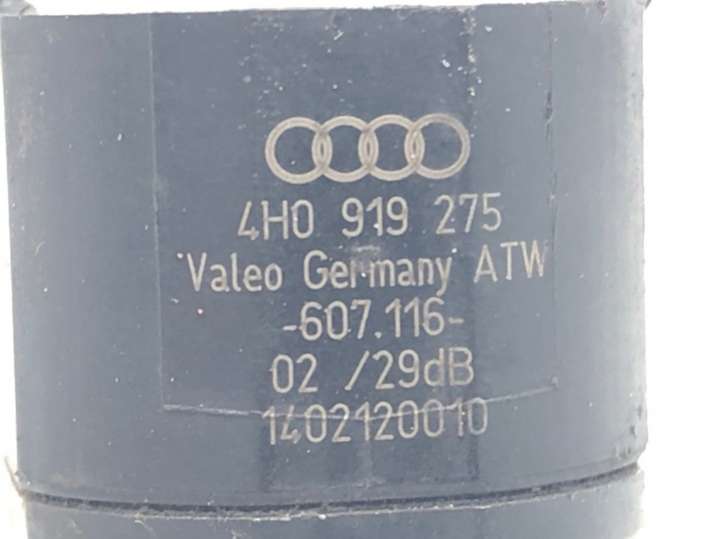 4H0 919 275
Valeo Germany ATW
-607.116-
02 /29dB
1402120010